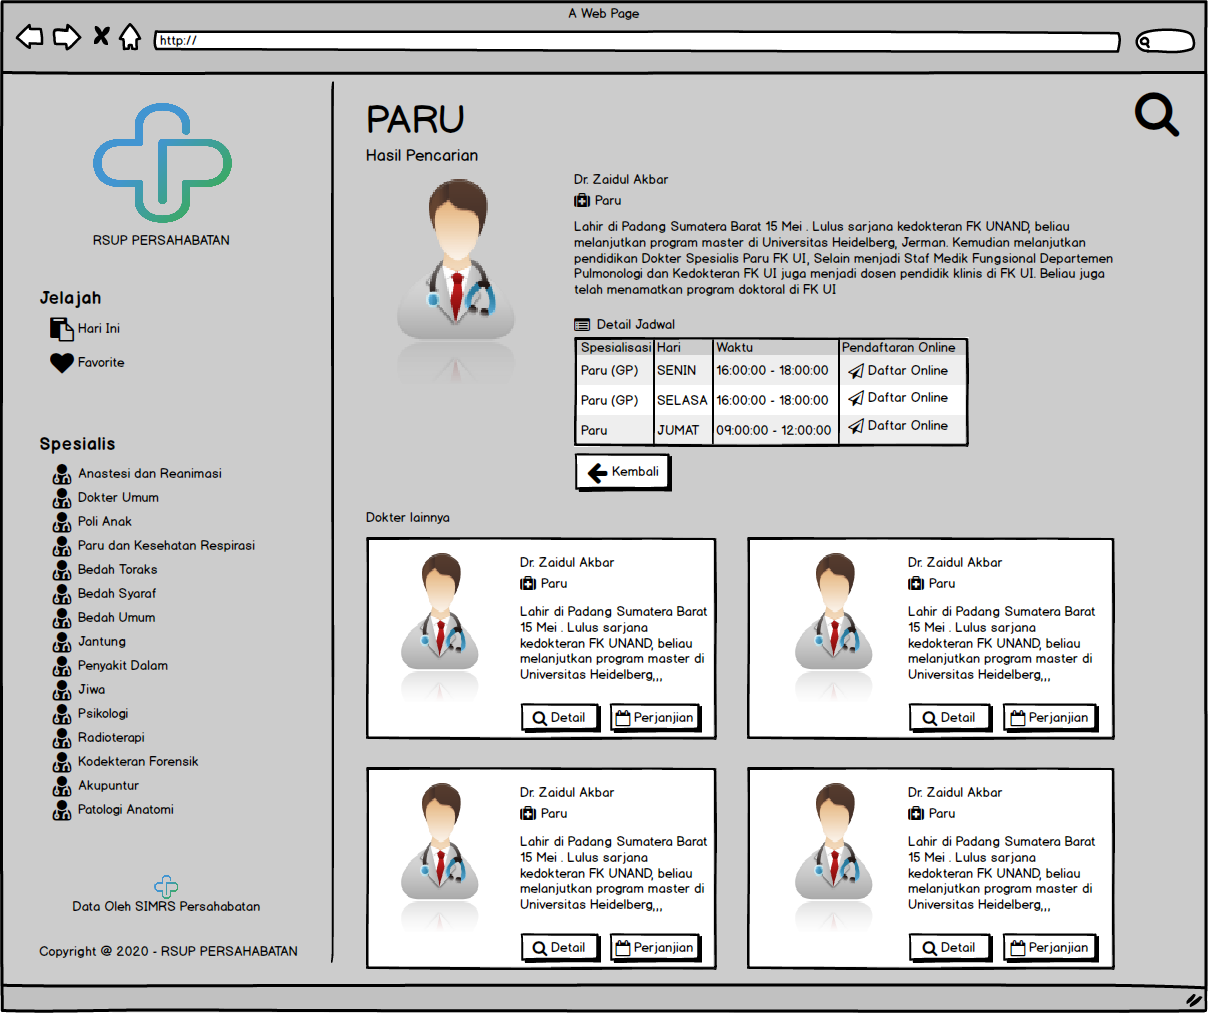 A Web Page
http://
RSUP PERSAHABATAN
Jelajah
Hari Ini
Favorite
Spesialis
Anastesi dan Reanimasi
Dokter Umum
Poli Anak
Paru dan Kesehatan Respirasi
Bedah Toraks
Bedah Syaraf
Bedah Umum
Jantung
Penyakit Dalam
Jiwa
Psikologi
Radioterapi
Kodekteran Forensik
Akupuntur
Patologi Anatomi
Data Oleh SIMRS Persahabatan
Copyright @ 2020 - RSUP PERSAHABATAN
PARU
Hasil Pencarian
Dr. Zaidul Akbar
Paru
Lahir di Padang Sumatera Barat 15 Mei . Lulus sarjana kedokteran FK UNAND, beliau
melanjutkan program master di Universitas Heidelberg, Jerman. Kemudian melanjutkan
pendidikan Dokter Spesialis Paru FK UI, Selain menjadi Staf Medik Fungsional Departemen
Pulmonologi dan Kedokteran FK UI juga menjadi dosen pendidik klinis di FK UI. Beliau juga
telah menamatkan program doktoral di FK UI
Detail Jadwal
Spesialisasi Hari Waktu Pendaftaran Online
Paru (GP) SENIN 16:00:00 - 18:00:00 Daftar Online
Paru (GP) SELASA 16:00:00 - 18:00:00 Daftar Online
Paru JUMAT 09:00:00 - 12:00:00 Daftar Online
Kembali
Dokter lainnya
Dr. Zaidul Akbar
Paru
Lahir di Padang Sumatera Barat
15 Mei . Lulus sarjana
kedokteran FK UNAND, beliau
melanjutkan program master di
Universitas Heidelberg,,,
Detail Perjanjian
Dr. Zaidul Akbar
Paru
Lahir di Padang Sumatera Barat
15 Mei . Lulus sarjana
kedokteran FK UNAND, beliau
melanjutkan program master di
Universitas Heidelberg,,,
Detail Perjanjian
Dr. Zaidul Akbar
Paru
Lahir di Padang Sumatera Barat
15 Mei . Lulus sarjana
kedokteran FK UNAND, beliau
melanjutkan program master di
Universitas Heidelberg,,,
Detail Perjanjian
Dr. Zaidul Akbar
Paru
Lahir di Padang Sumatera Barat
15 Mei . Lulus sarjana
kedokteran FK UNAND, beliau
melanjutkan program master di
Universitas Heidelberg,,,
Detail Perjanjian